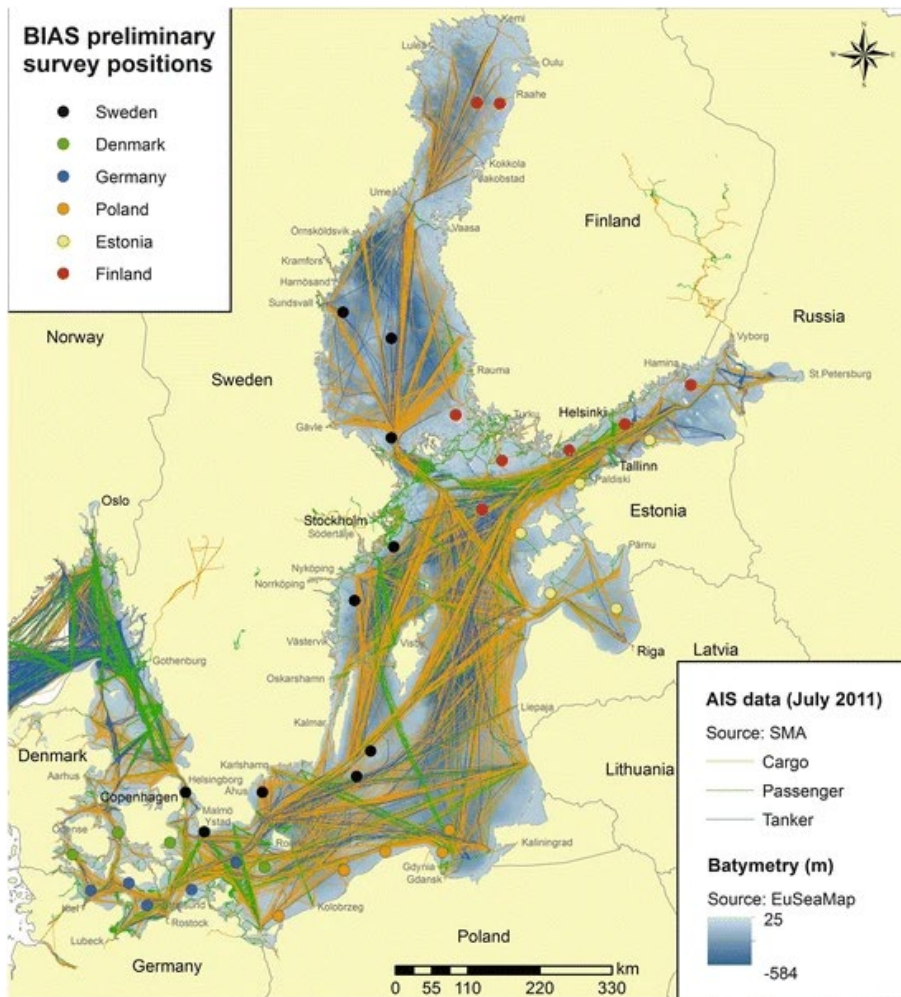 BIAS preliminary
survey positions
Sweden
Denmark
Germany
Poland
Estonia
Finland
N
W
E
S
Kemi
Luleå
Oulu
Raahe
Kokkola
Jakobstad
Umeå
Vaasa
Finland
Örnsköldsvik
Kramfors
Harnösand
Sundsvall
Russia
Norway
Vyborg
Hamina
St Petersburg
Sweden
Rauma
Helsinki
Turku
Gävle
Tallinn
Paldiski
Oslo
Estonia
Stockholm
Södertälje
Pärnu
Nyköping
Norrköping
Västervik
Visby
Gothenburg
Riga
Latvia
Oskarshamn
Liepaja
Kalmar
Denmark
Karlshamn
Lithuania
Aarhus
Helsingborg
Åhus
Copenhagen
Malmö
Ystad
Odense
Kaliningrad
Gdynia
Gdansk
Kiel
Kolobrzeg
Rostock
Lubeck
Poland
Germany
km
0 55 110 220 330
AIS data (July 2011)
Source: SMA
Cargo
Passenger
Tanker
Batymetry (m)
Source: EuSeaMap
25
-584